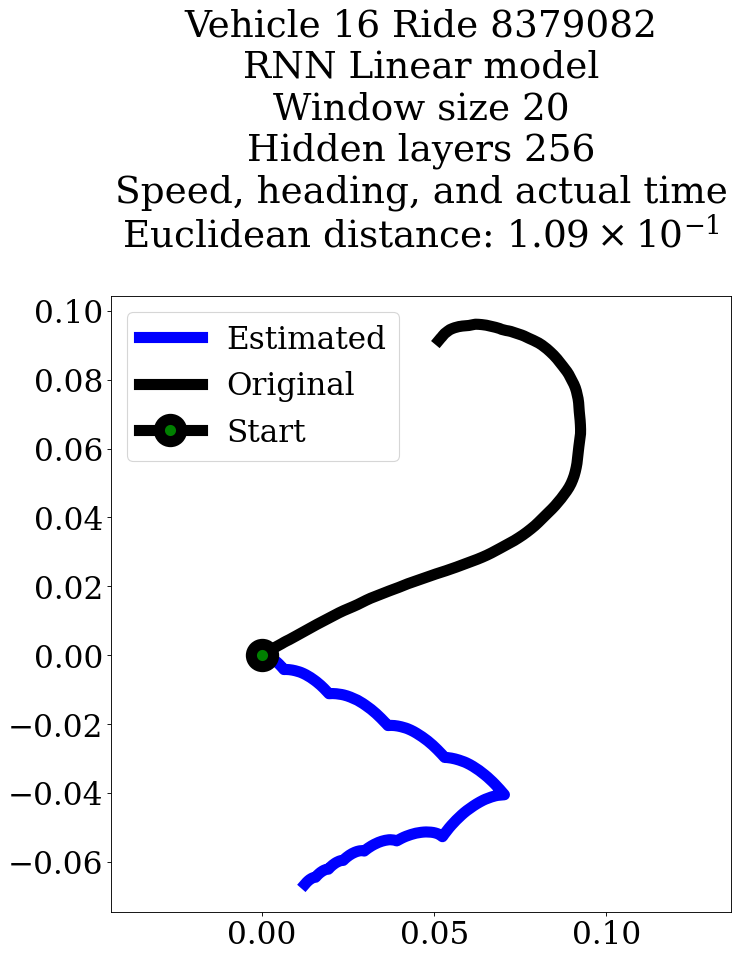 Vehicle 16 Ride 8379082
RNN Linear model
Window size 20
Hidden layers 256
Speed, heading, and actual time
Euclidean distance: 1.09 × 10⁻¹
Estimated
Original
Start
0.10
0.08
0.06
0.04
0.02
0.00
−0.02
−0.04
−0.06
0.00 0.05 0.10